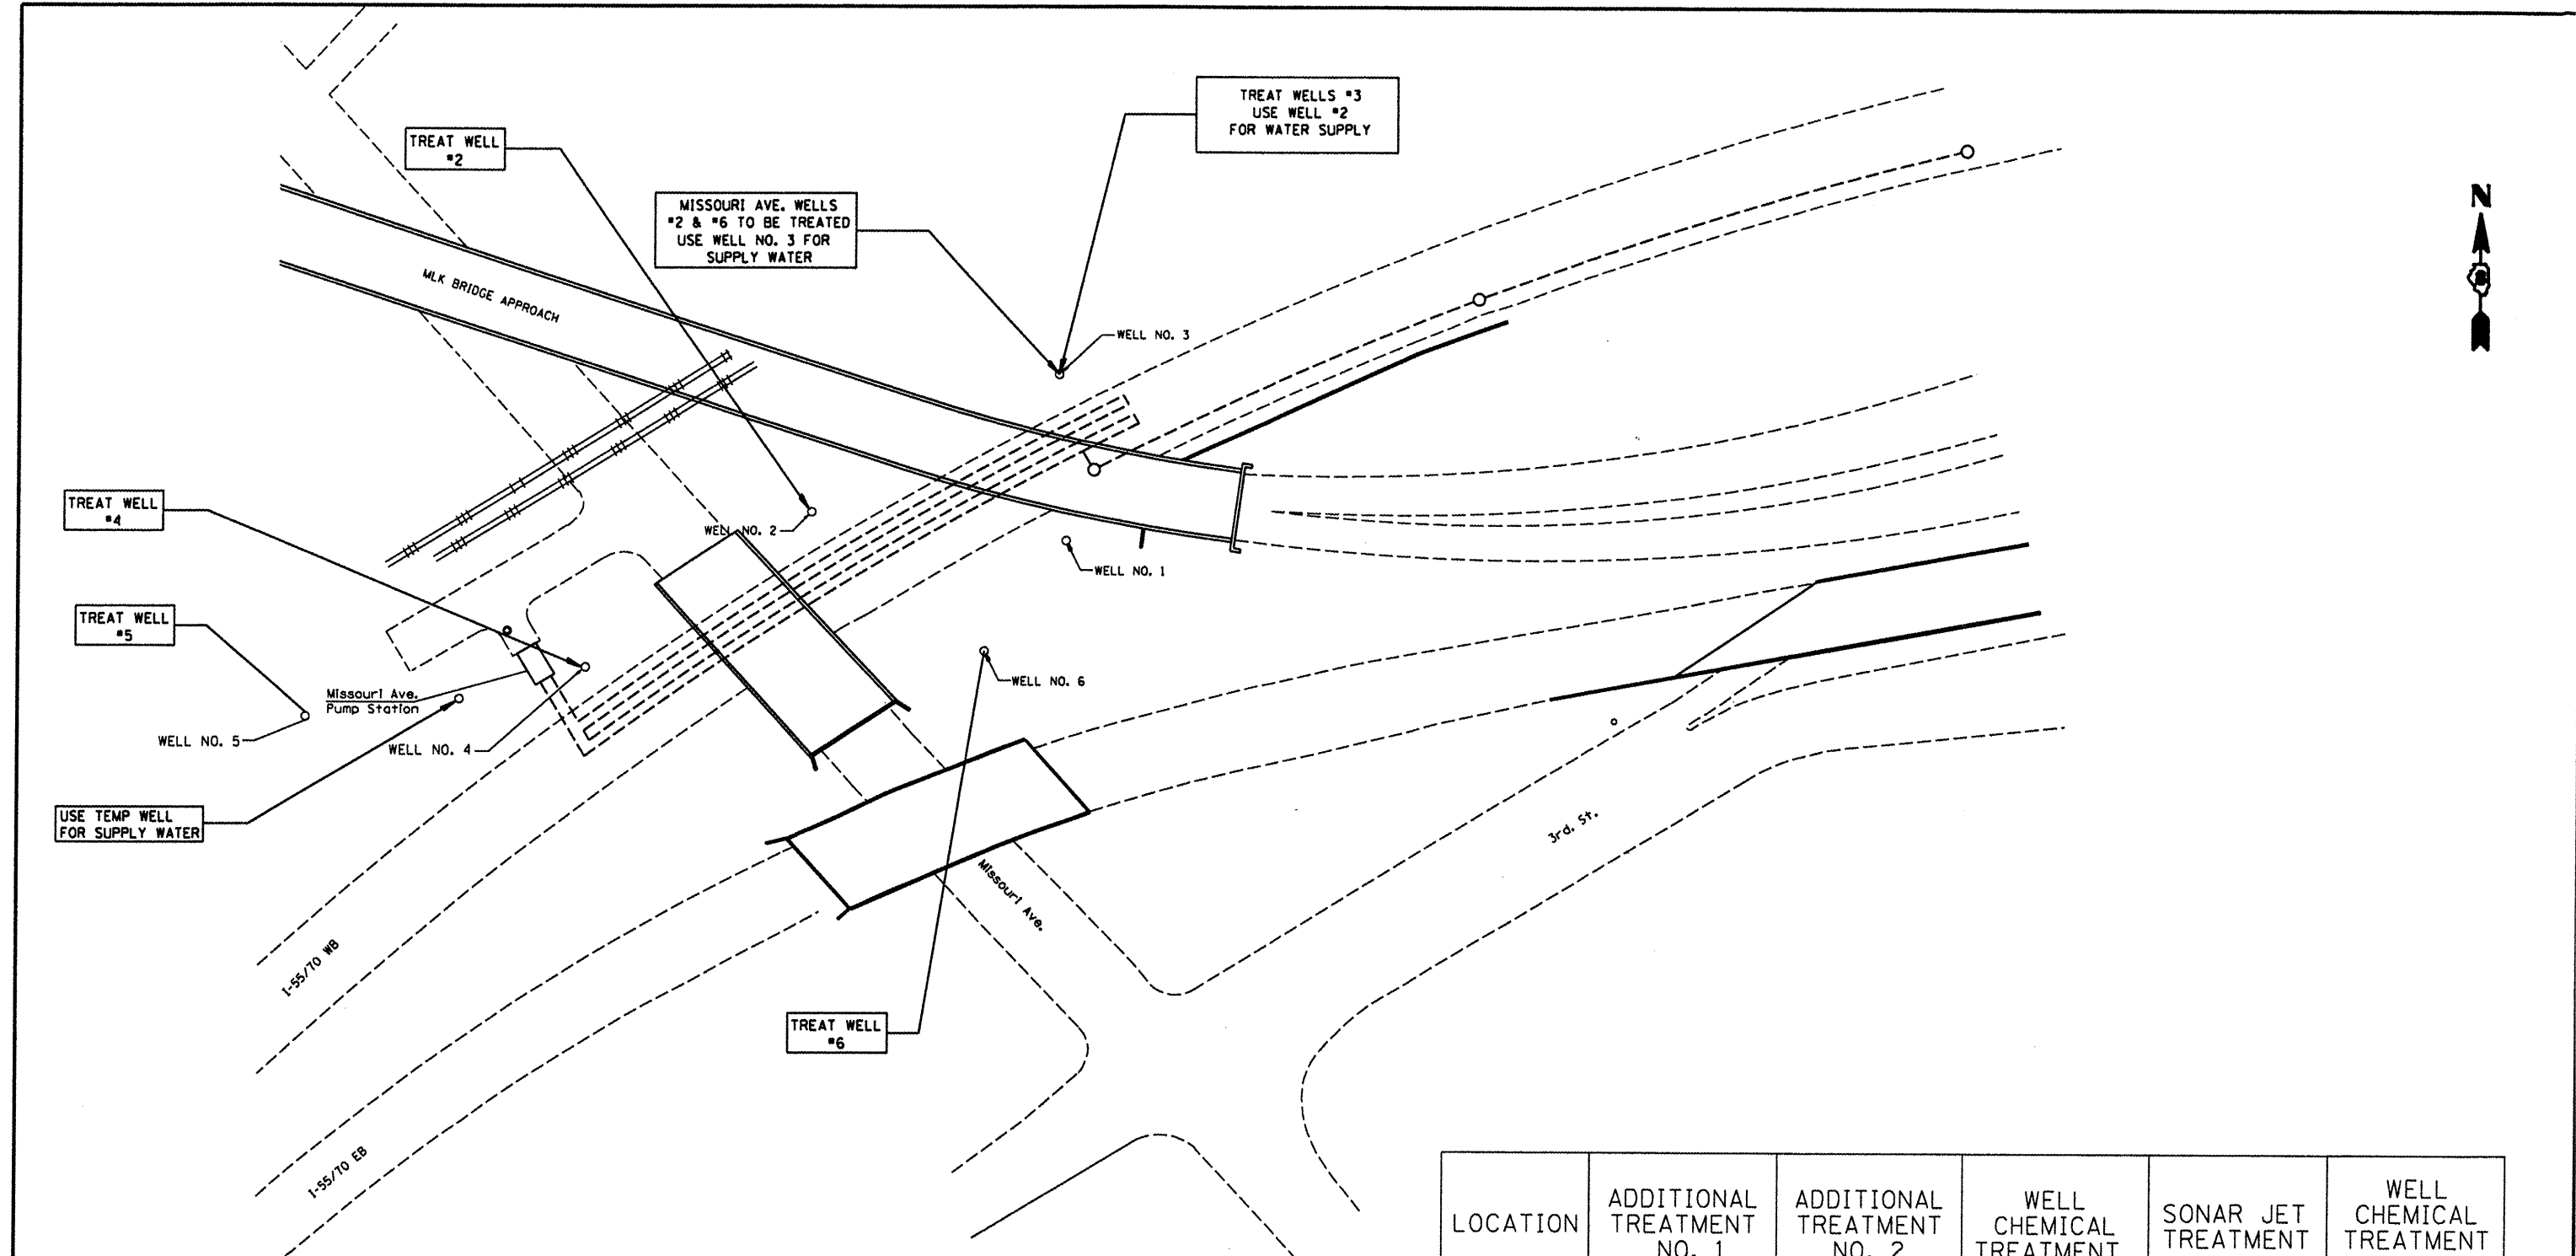 TREAT WELLS #3
USE WELL #2
FOR WATER SUPPLY
TREAT WELL
#2
MISSOURI AVE. WELLS
#2 & #6 TO BE TREATED
USE WELL NO. 3 FOR
SUPPLY WATER
N
MLK BRIDGE APPROACH
WELL NO. 3
TREAT WELL
#4
WELL NO. 2
WELL NO. 1
TREAT WELL
#5
WELL NO. 6
Missouri Ave.
Pump Station
WELL NO. 5
WELL NO. 4
USE TEMP WELL
FOR SUPPLY WATER
3rd. St.
Missouri Ave.
I-55/70 WB
TREAT WELL
#6
I-55/70 EB
LOCATION
ADDITIONAL
TREATMENT
NO. 1
ADDITIONAL
TREATMENT
NO. 2
WELL
CHEMICAL
TREATMENT
SONAR JET
TREATMENT
WELL
CHEMICAL
TREATMENT